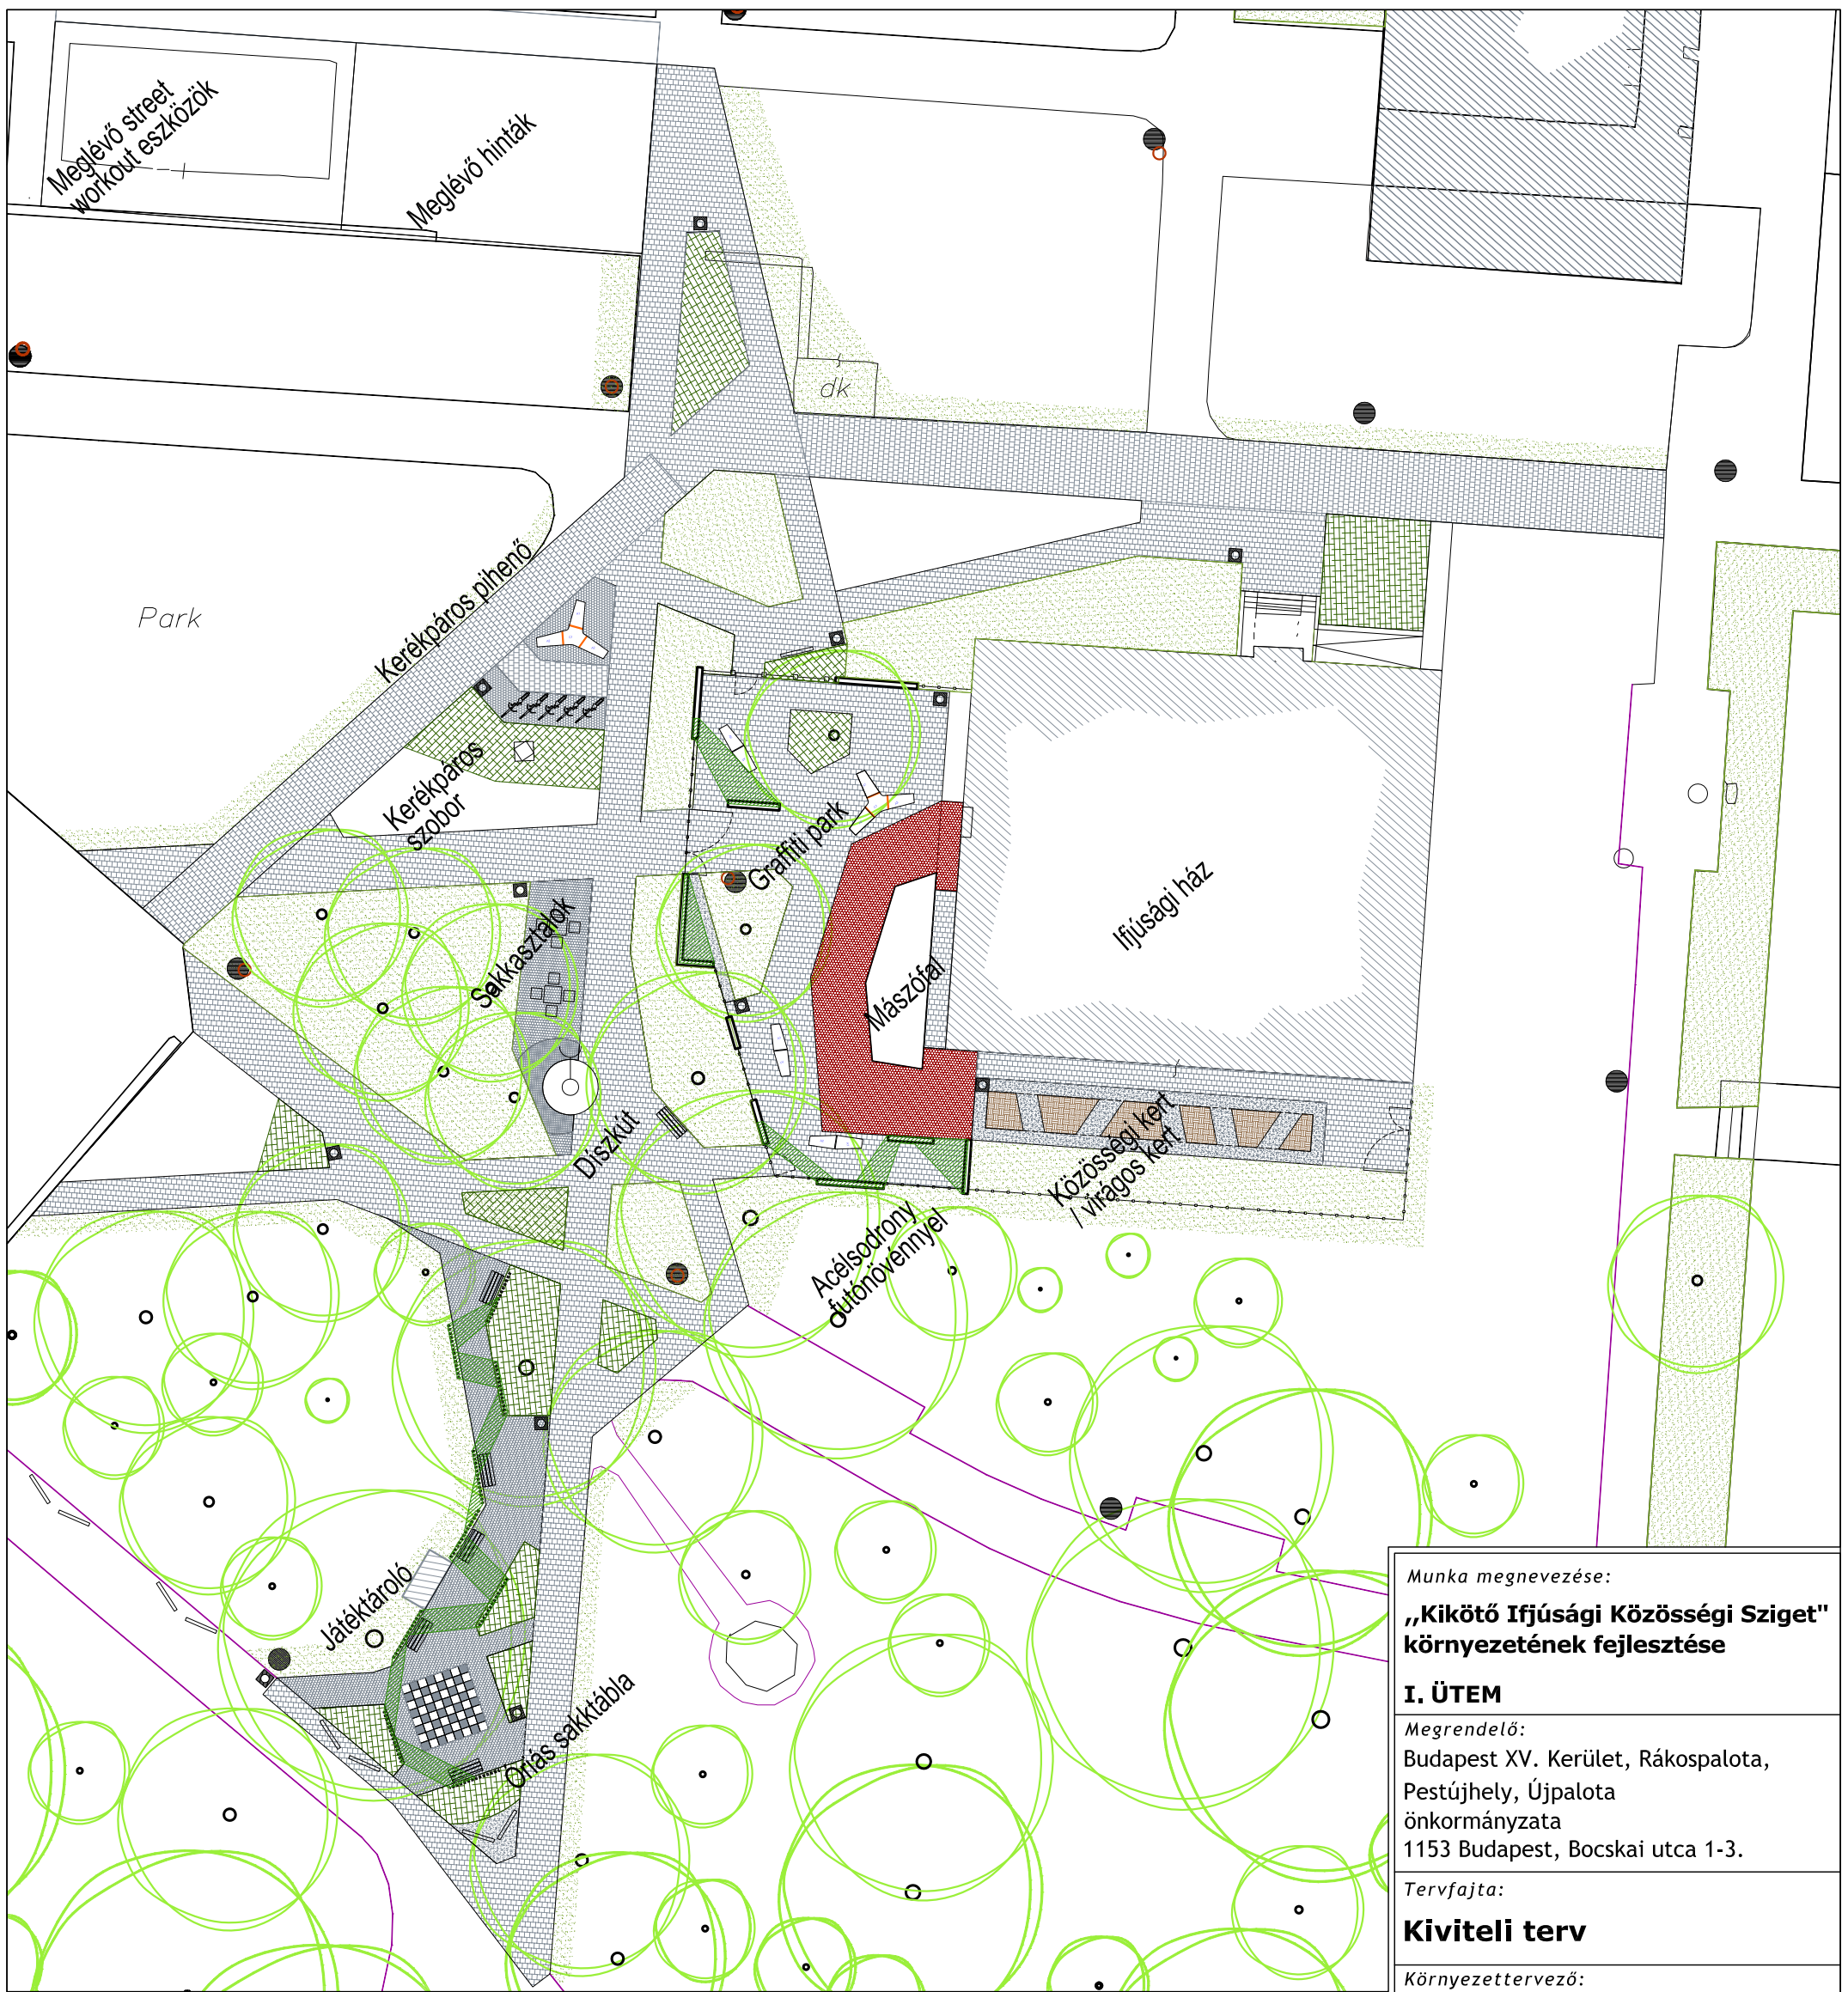 Meglévő street
workout eszközök
Meglévő hinták
dk
Park
Kerékpáros pihenő
Kerékpáros
szobor
Graffiti park
Ifjúsági ház
Sakkasztalok
Mászófal
Díszkút
Közösségi kert
/ virágos kert
Acélsodrony
futónövénnyel
Játéktároló
Óriás sakktábla
Munka megnevezése:
„Kikötő Ifjúsági Közösségi Sziget"
környezetének fejlesztése
I. ÜTEM
Megrendelő:
Budapest XV. Kerület, Rákospalota,
Pestújhely, Újpalota
önkormányzata
1153 Budapest, Bocskai utca 1-3.
Tervfajta:
Kiviteli terv
Környezettervező: